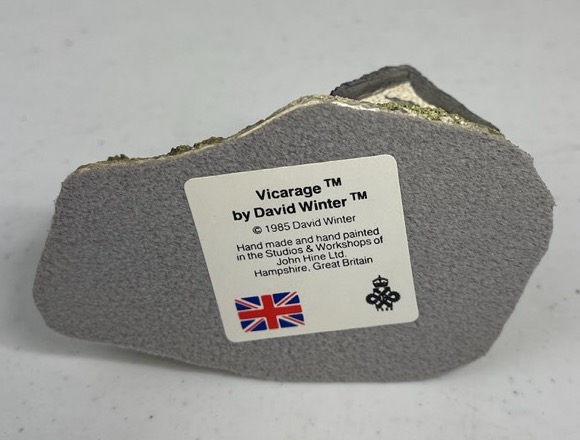 Vicarage ™
by David Winter ™
© 1985 David Winter
Hand made and hand painted
in the Studios & Workshops of
John Hine Ltd.
Hampshire, Great Britain